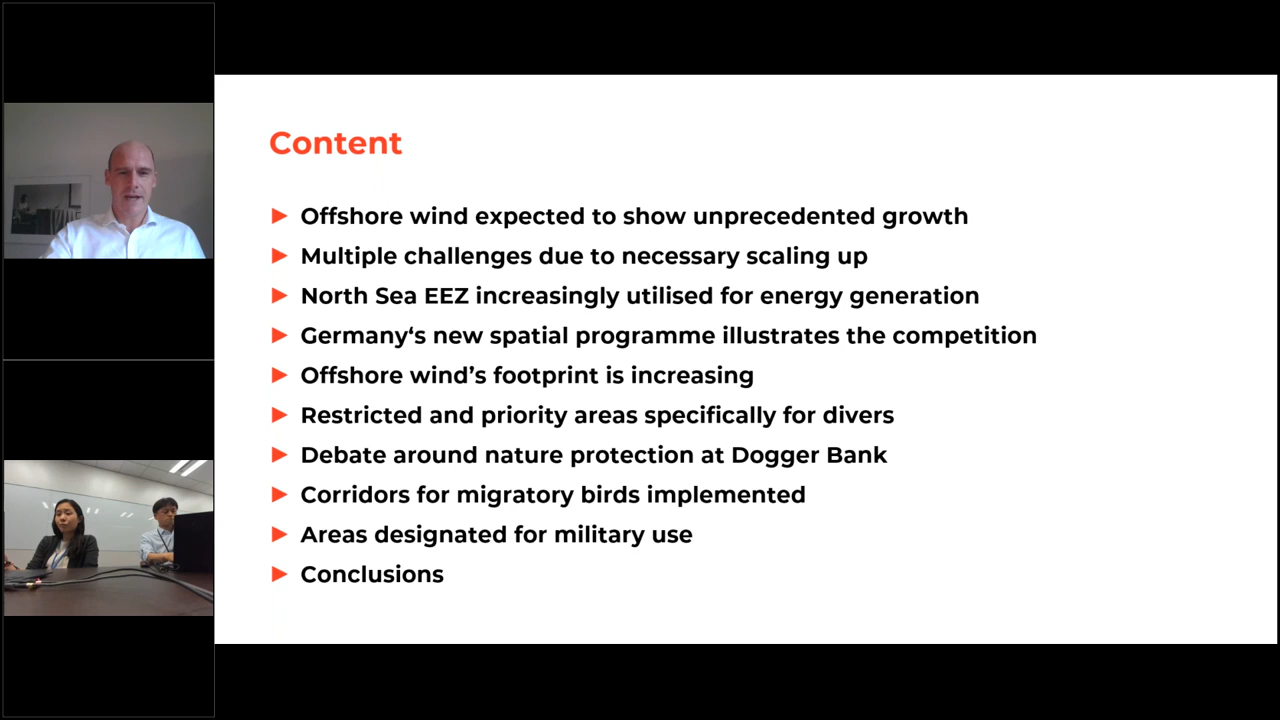 Content
► Offshore wind expected to show unprecedented growth
► Multiple challenges due to necessary scaling up
► North Sea EEZ increasingly utilised for energy generation
► Germany‘s new spatial programme illustrates the competition
► Offshore wind’s footprint is increasing
► Restricted and priority areas specifically for divers
► Debate around nature protection at Dogger Bank
► Corridors for migratory birds implemented
► Areas designated for military use
► Conclusions